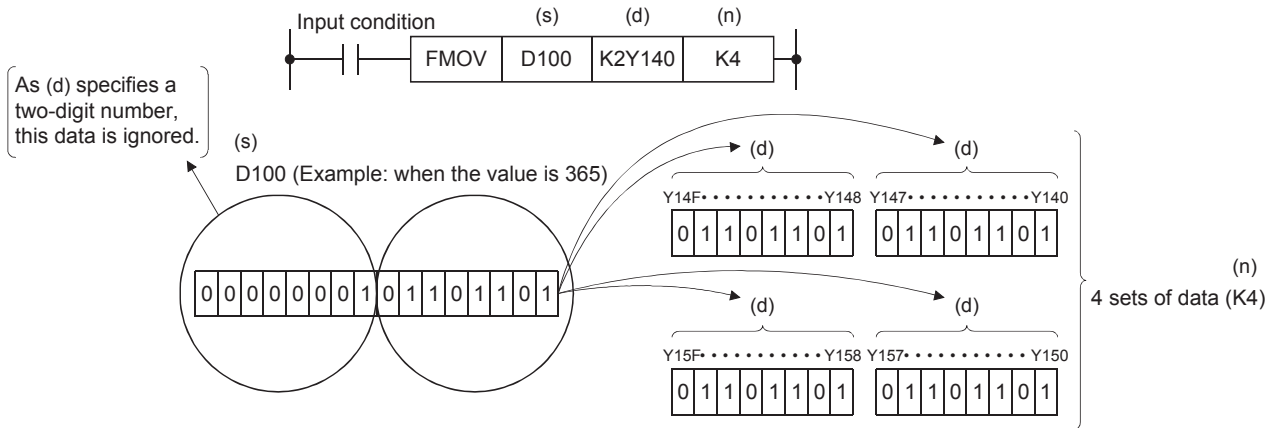 (s) (d) (n)
Input condition
FMOV D100 K2Y140 K4
As (d) specifies a
two-digit number,
this data is ignored.
(s)
D100 (Example: when the value is 365)
0 0 0 0 0 0 0 1 0 1 1 0 1 1 0 1
(d) (d)
Y14F • • • • • • • • • • • Y148 Y147 • • • • • • • • • • • Y140
0 1 1 0 1 1 0 1 0 1 1 0 1 1 0 1
(n)
4 sets of data (K4)
(d) (d)
Y15F • • • • • • • • • • • Y158 Y157 • • • • • • • • • • • Y150
0 1 1 0 1 1 0 1 0 1 1 0 1 1 0 1